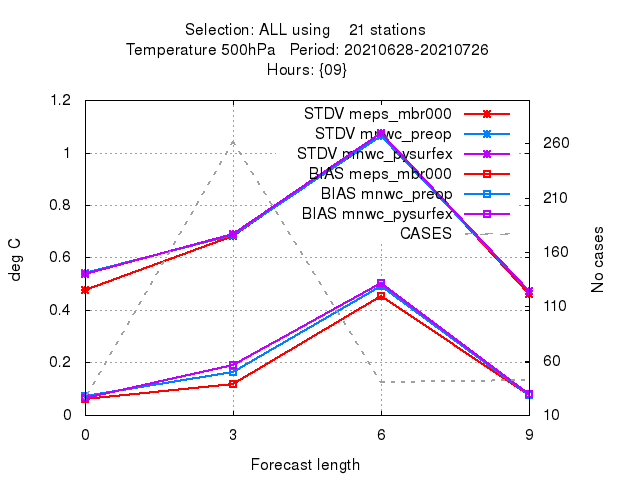 Selection: ALL using 21 stations
Temperature 500hPa Period: 20210628-20210726
Hours: {09}
STDV meps_mbr000
STDV mnwc_preop
STDV mnwc_pysurfex
BIAS meps_mbr000
BIAS mnwc_preop
BIAS mnwc_pysurfex
CASES
1.2
1
0.8
0.6
0.4
0.2
0
deg C
260
210
160
110
60
10
No cases
0 3 6 9
Forecast length